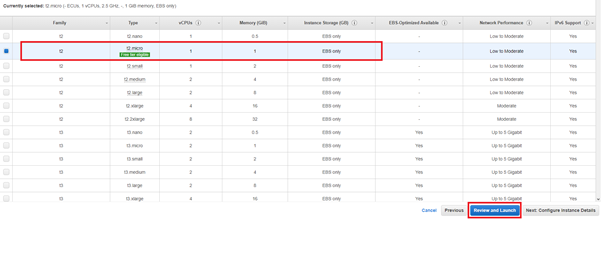 Currently selected: t2.micro (- ECUs, 1 vCPUs, 2.5 GHz, -, 1 GiB memory, EBS only)
Family Type vCPUs Memory (GiB) Instance Storage (GB) EBS-Optimized Available Network Performance IPv6 Support
t2 t2.nano 1 0.5 EBS only - Low to Moderate Yes
t2 t2.micro 1 1 EBS only - Low to Moderate Yes
Free tier eligible
t2 t2.small 1 2 EBS only - Low to Moderate Yes
t2 t2.medium 2 4 EBS only - Low to Moderate Yes
t2 t2.large 2 8 EBS only - Low to Moderate Yes
t2 t2.xlarge 4 16 EBS only - Moderate Yes
t2 t2.2xlarge 8 32 EBS only - Moderate Yes
t3 t3.nano 2 0.5 EBS only Yes Up to 5 Gigabit Yes
t3 t3.micro 2 1 EBS only Yes Up to 5 Gigabit Yes
t3 t3.small 2 2 EBS only Yes Up to 5 Gigabit Yes
t3 t3.medium 2 4 EBS only Yes Up to 5 Gigabit Yes
t3 t3.large 2 8 EBS only Yes Up to 5 Gigabit Yes
t3 t3.xlarge 4 16 EBS only Yes Up to 5 Gigabit Yes
Cancel Previous Review and Launch Next: Configure Instance Details